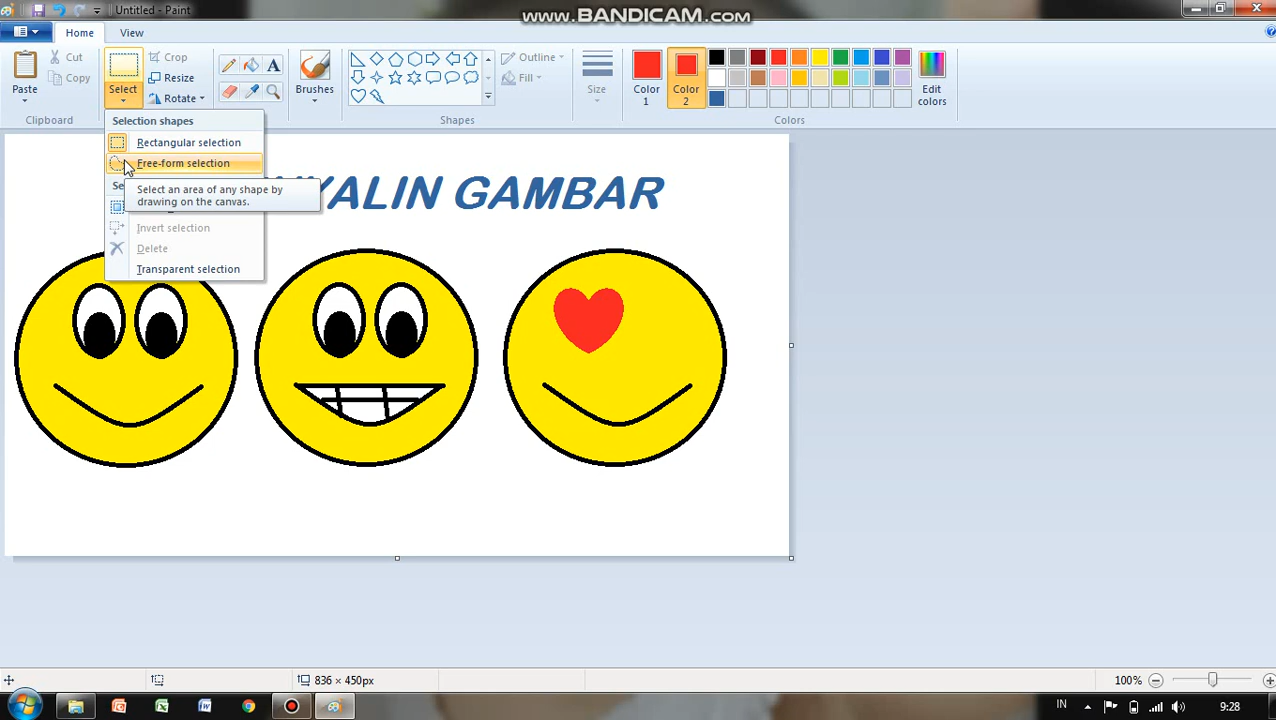 Untitled - Paint
www.BANDICAM.com
Home
View
Paste
Cut
Copy
Clipboard
Select
Crop
Resize
Rotate
Brushes
Shapes
Outline
Fill
Size
Color 1
Color 2
Edit colors
Colors
Selection shapes
Rectangular selection
Free-form selection
Se
Select an area of any shape by
drawing on the canvas.
Invert selection
Delete
Transparent selection
YALIN GAMBAR
836 × 450px
100%
IN
9:28